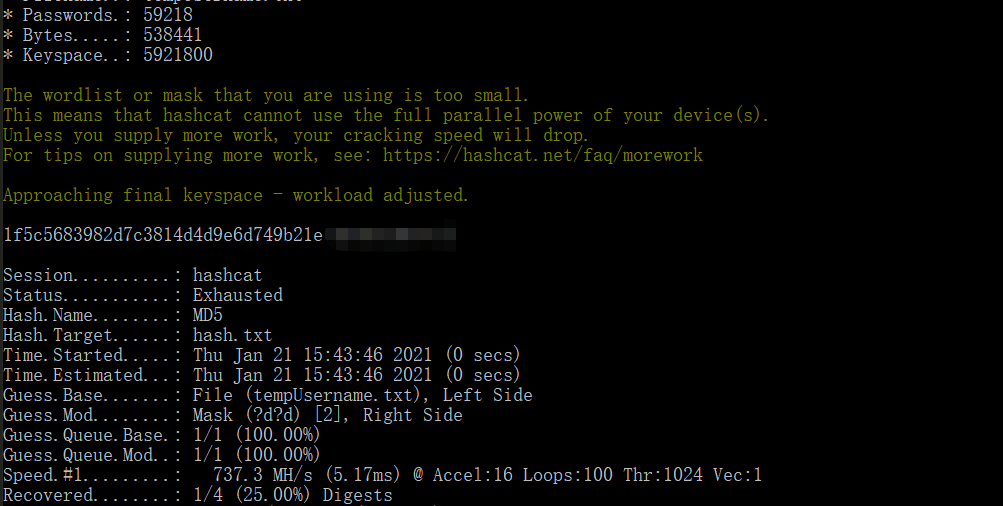 * Passwords.: 59218
* Bytes.....: 538441
* Keyspace..: 5921800
The wordlist or mask that you are using is too small.
This means that hashcat cannot use the full parallel power of your device(s).
Unless you supply more work, your cracking speed will drop.
For tips on supplying more work, see: https://hashcat.net/faq/morework
Approaching final keyspace - workload adjusted.
1f5c5683982d7c3814d4d9e6d749b21e
Session..........: hashcat
Status...........: Exhausted
Hash.Name........: MD5
Hash.Target......: hash.txt
Time.Started.....: Thu Jan 21 15:43:46 2021 (0 secs)
Time.Estimated...: Thu Jan 21 15:43:46 2021 (0 secs)
Guess.Base.......: File (tempUsername.txt), Left Side
Guess.Mod........: Mask (?d?d) [2], Right Side
Guess.Queue.Base.: 1/1 (100.00%)
Guess.Queue.Mod..: 1/1 (100.00%)
Speed.#1.........:   737.3 MH/s (5.17ms) @ Accel:16 Loops:100 Thr:1024 Vec:1
Recovered........: 1/4 (25.00%) Digests